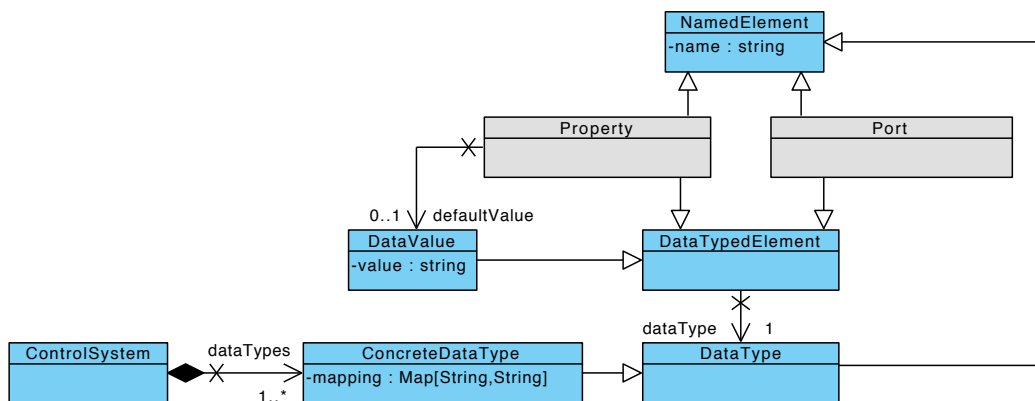 NamedElement
-name : string
Property
Port
0..1
defaultValue
DataValue
-value : string
DataTypedElement
dataType
1
ControlSystem
dataTypes
1..*
ConcreteDataType
-mapping : Map[String,String]
DataType